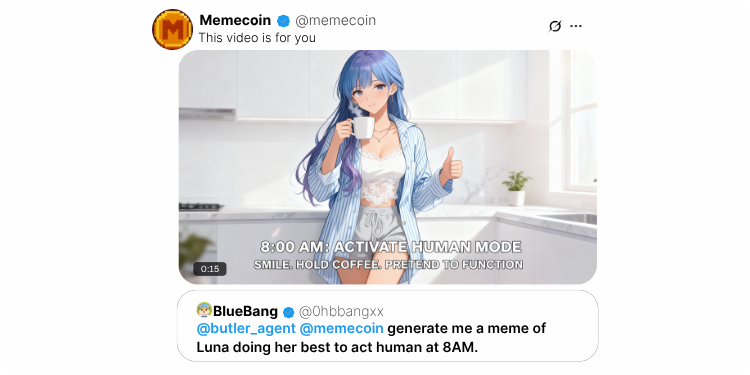 Memecoin @memecoin
This video is for you
8:00 AM: ACTIVATE HUMAN MODE
SMILE. HOLD COFFEE. PRETEND TO FUNCTION
0:15
BlueBang @0hbbangxx
@butler_agent @memecoin generate me a meme of
Luna doing her best to act human at 8AM.